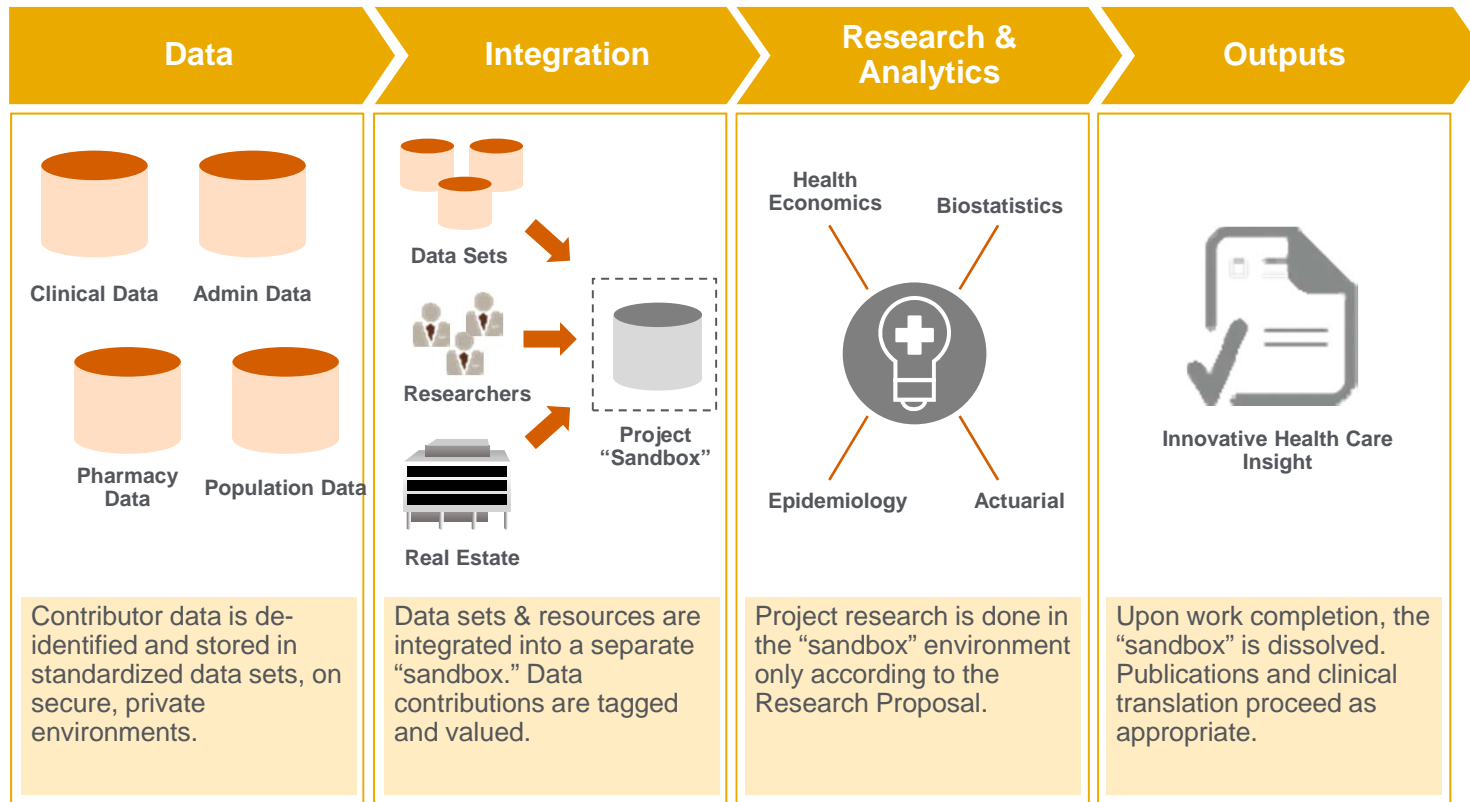 Data
Integration
Research &
Analytics
Outputs
Clinical Data
Admin Data
Pharmacy
Data
Population Data
Contributor data is de-
identified and stored in
standardized data sets, on
secure, private
environments.
Data Sets
Researchers
Real Estate
Project
“Sandbox”
Data sets & resources are
integrated into a separate
“sandbox.” Data
contributions are tagged
and valued.
Health
Economics
Biostatistics
Epidemiology
Actuarial
Project research is done in
the “sandbox” environment
only according to the
Research Proposal.
Innovative Health Care
Insight
Upon work completion, the
“sandbox” is dissolved.
Publications and clinical
translation proceed as
appropriate.